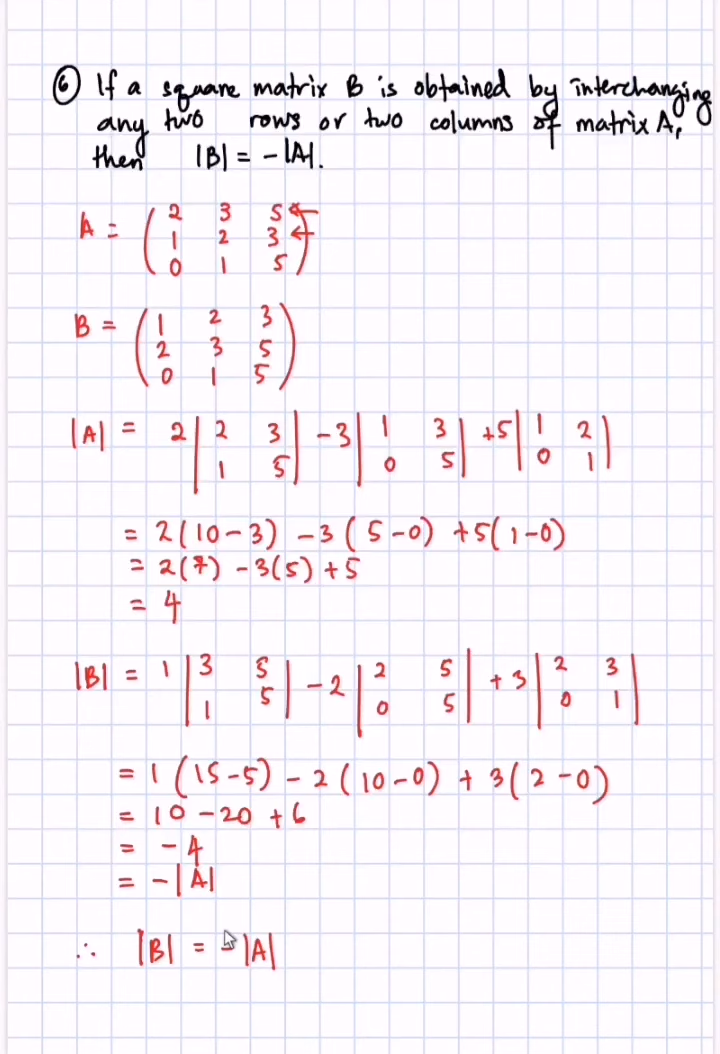 ⑥ If a square matrix B is obtained by interchanging
any two rows or two columns of matrix A,
then |B| = -|A|.
A = ( 2 3 5 ←
1 2 3 ←
0 1 5 )
B = ( 1 2 3
2 3 5
0 1 5 )
|A| = 2 | 2 3 | - 3 | 1 3 | + 5 | 1 2 |
| 1 5 | | 0 5 | | 0 1 |
= 2(10-3) -3(5-0) +5(1-0)
= 2(7) -3(5) +5
= 4
|B| = 1 | 3 5 | - 2 | 2 5 | + 3 | 2 3 |
| 1 5 | | 0 5 | | 0 1 |
= 1(15-5) - 2(10-0) + 3(2-0)
= 10 - 20 + 6
= -4
= -|A|
∴ |B| = -|A|